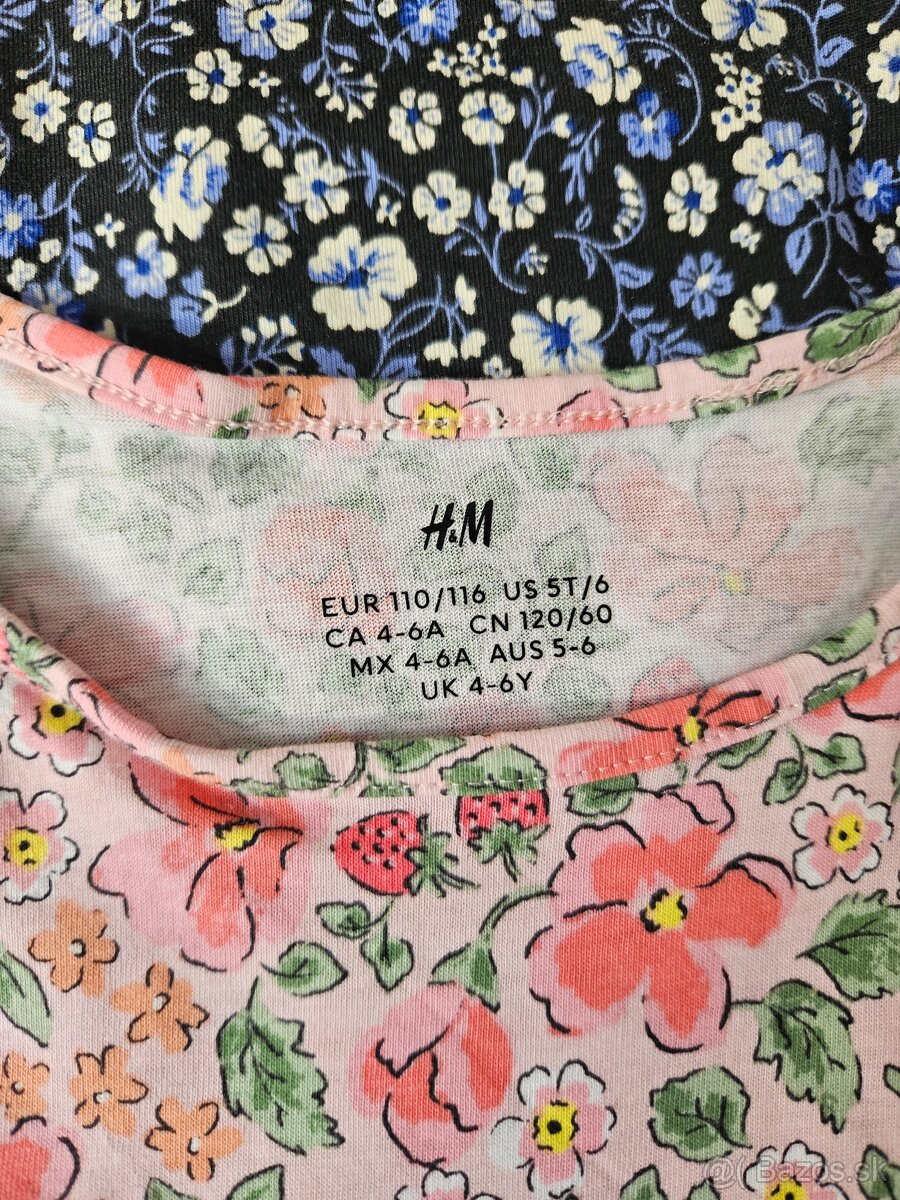 H&M
EUR 110/116 US 5T/6
CA 4-6A CN 120/60
MX 4-6A AUS 5-6
UK 4-6Y
@( Bazos.sk